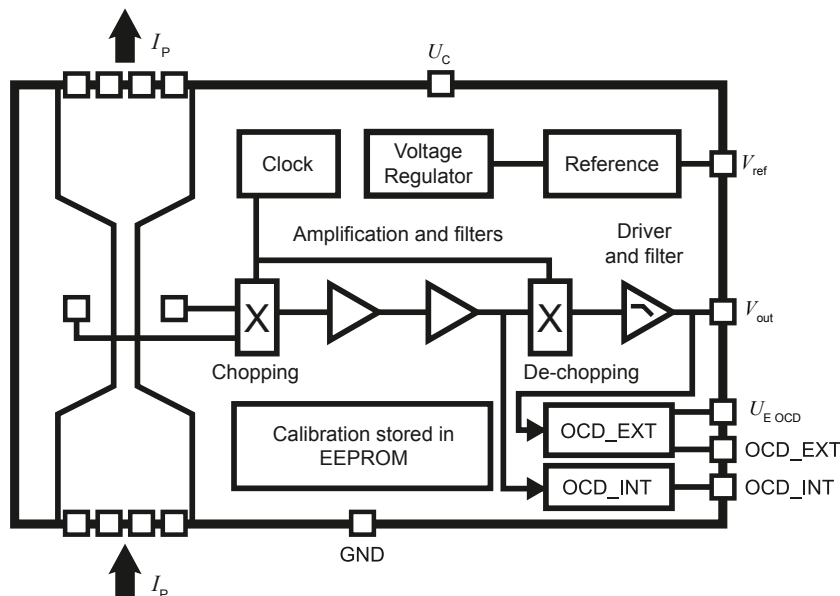 I_P
U_C
Clock
Voltage
Regulator
Reference
V_ref
Amplification and filters
Driver
and filter
X
X
V_out
Chopping
De-chopping
Calibration stored in
EEPROM
OCD_EXT
U_E OCD
OCD_EXT
OCD_INT
OCD_INT
GND
I_P